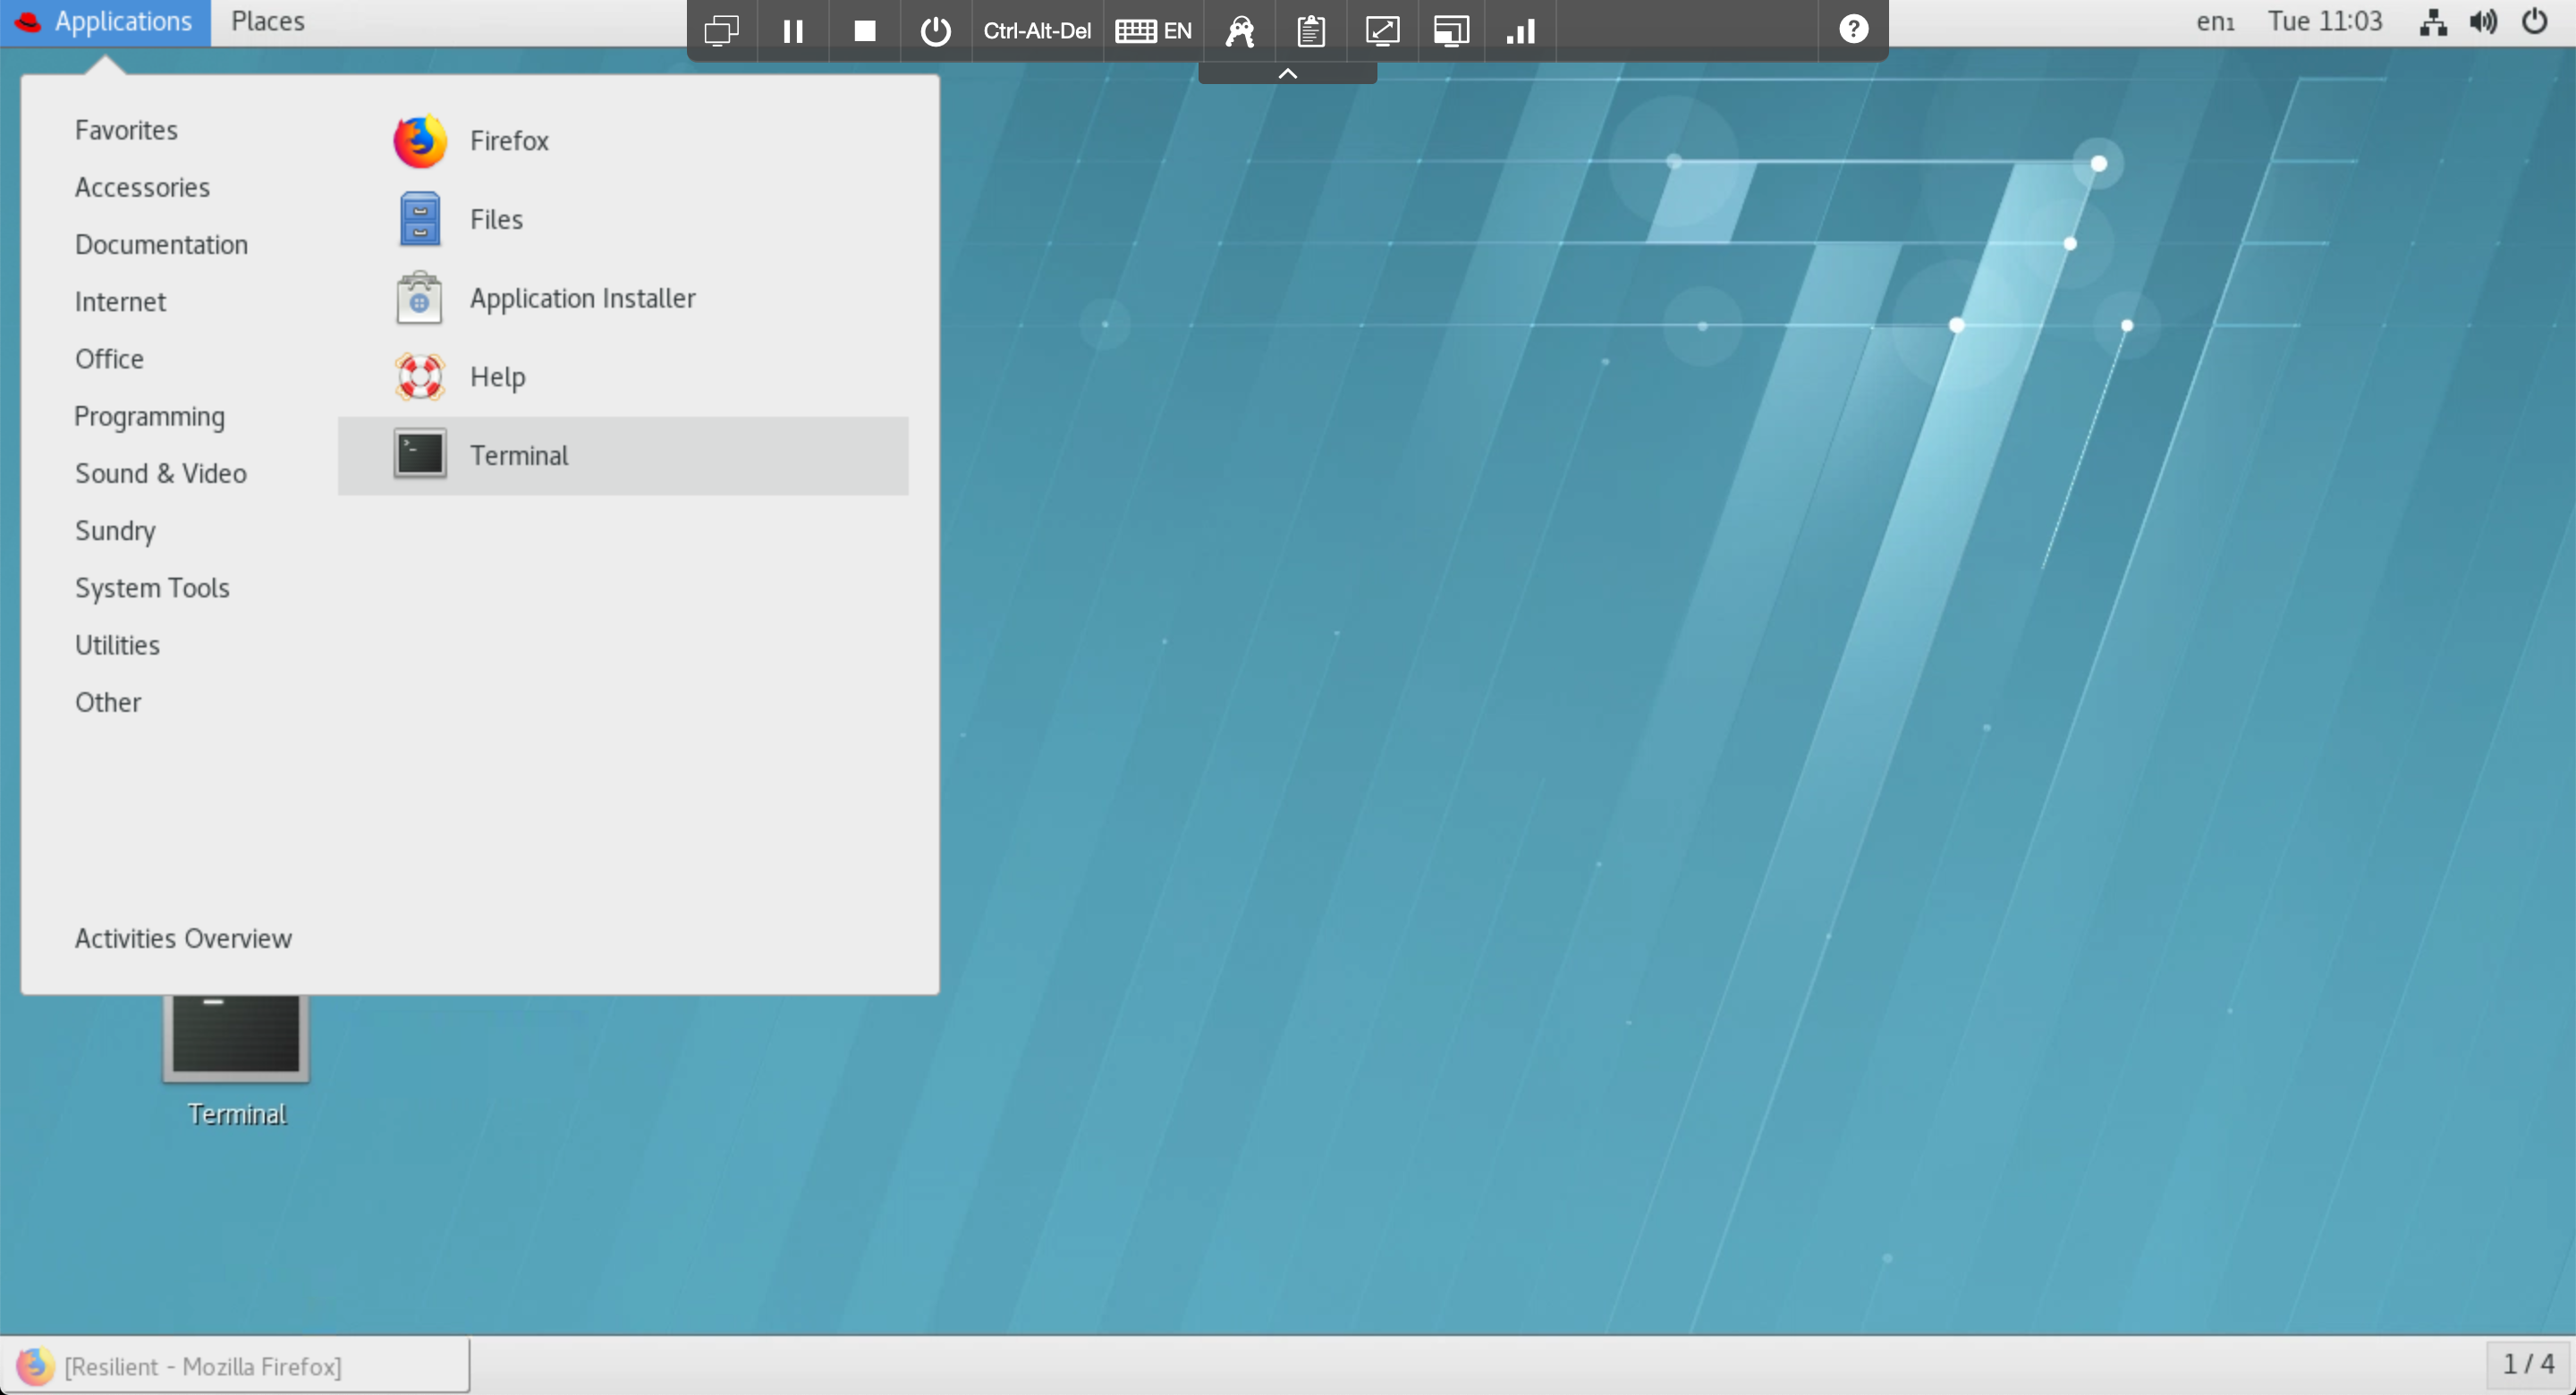 Applications Places Ctrl-Alt-Del EN ? en₁ Tue 11:03
Favorites
Accessories
Documentation
Internet
Office
Programming
Sound & Video
Sundry
System Tools
Utilities
Other
Activities Overview
Firefox
Files
Application Installer
Help
Terminal
Terminal
[Resilient - Mozilla Firefox] 1 / 4